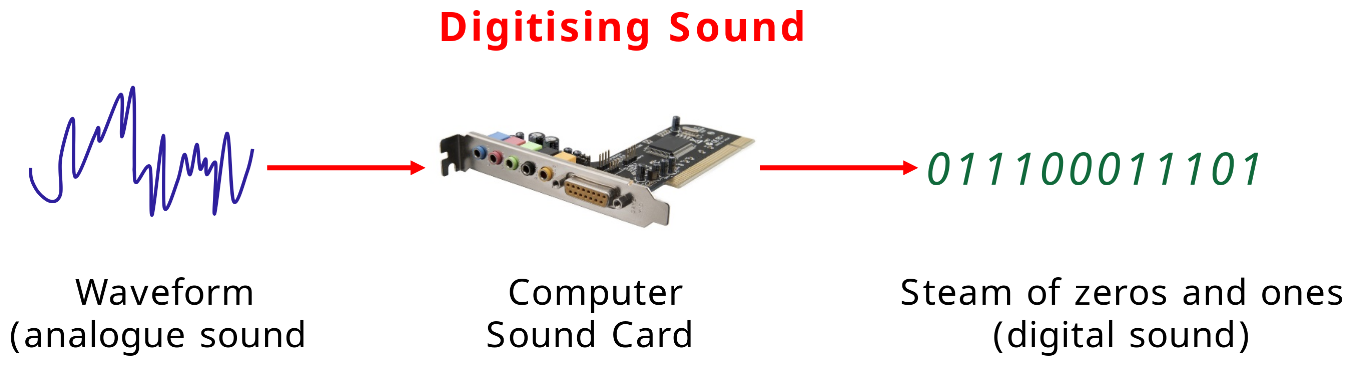 Digitising Sound
011100011101
Waveform
(analogue sound
Computer
Sound Card
Steam of zeros and ones
(digital sound)